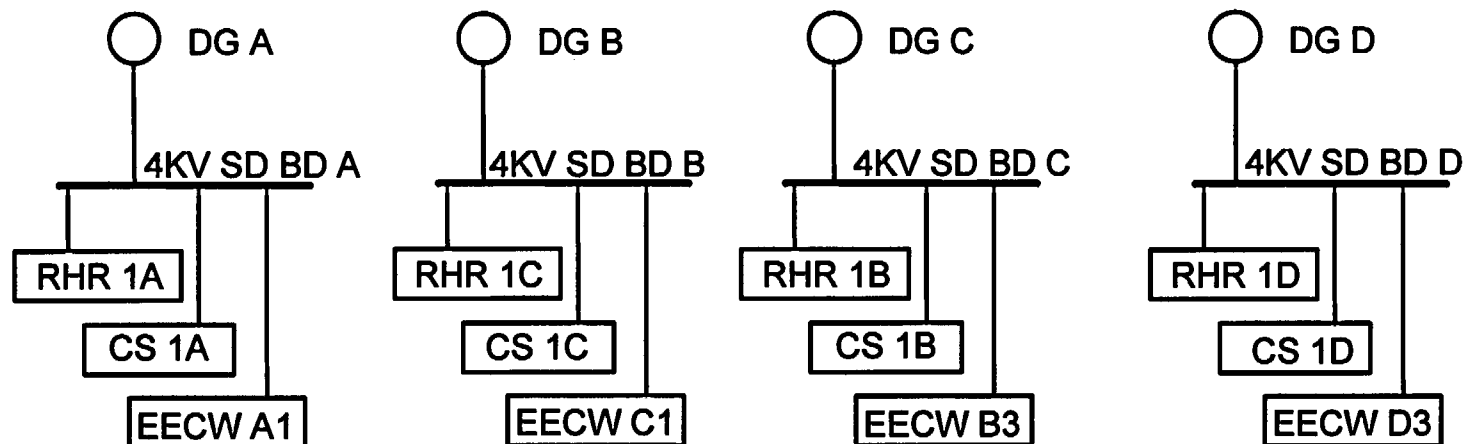 DG A
DG B
DG C
DG D
4KV SD BD A
4KV SD BD B
4KV SD BD C
4KV SD BD D
RHR 1A
RHR 1C
RHR 1B
RHR 1D
CS 1A
CS 1C
CS 1B
CS 1D
EECW A1
EECW C1
EECW B3
EECW D3